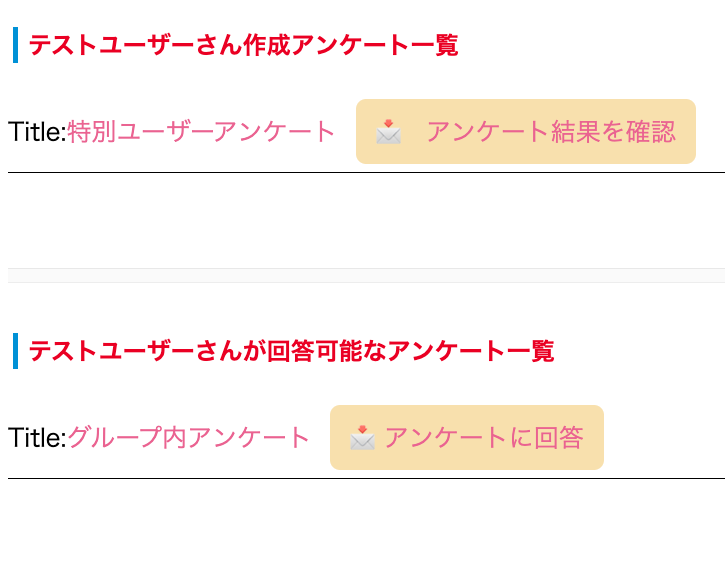 テストユーザーさん作成アンケート一覧
Title:特別ユーザーアンケート 📩 アンケート結果を確認
テストユーザーさんが回答可能なアンケート一覧
Title:グループ内アンケート 📩 アンケートに回答